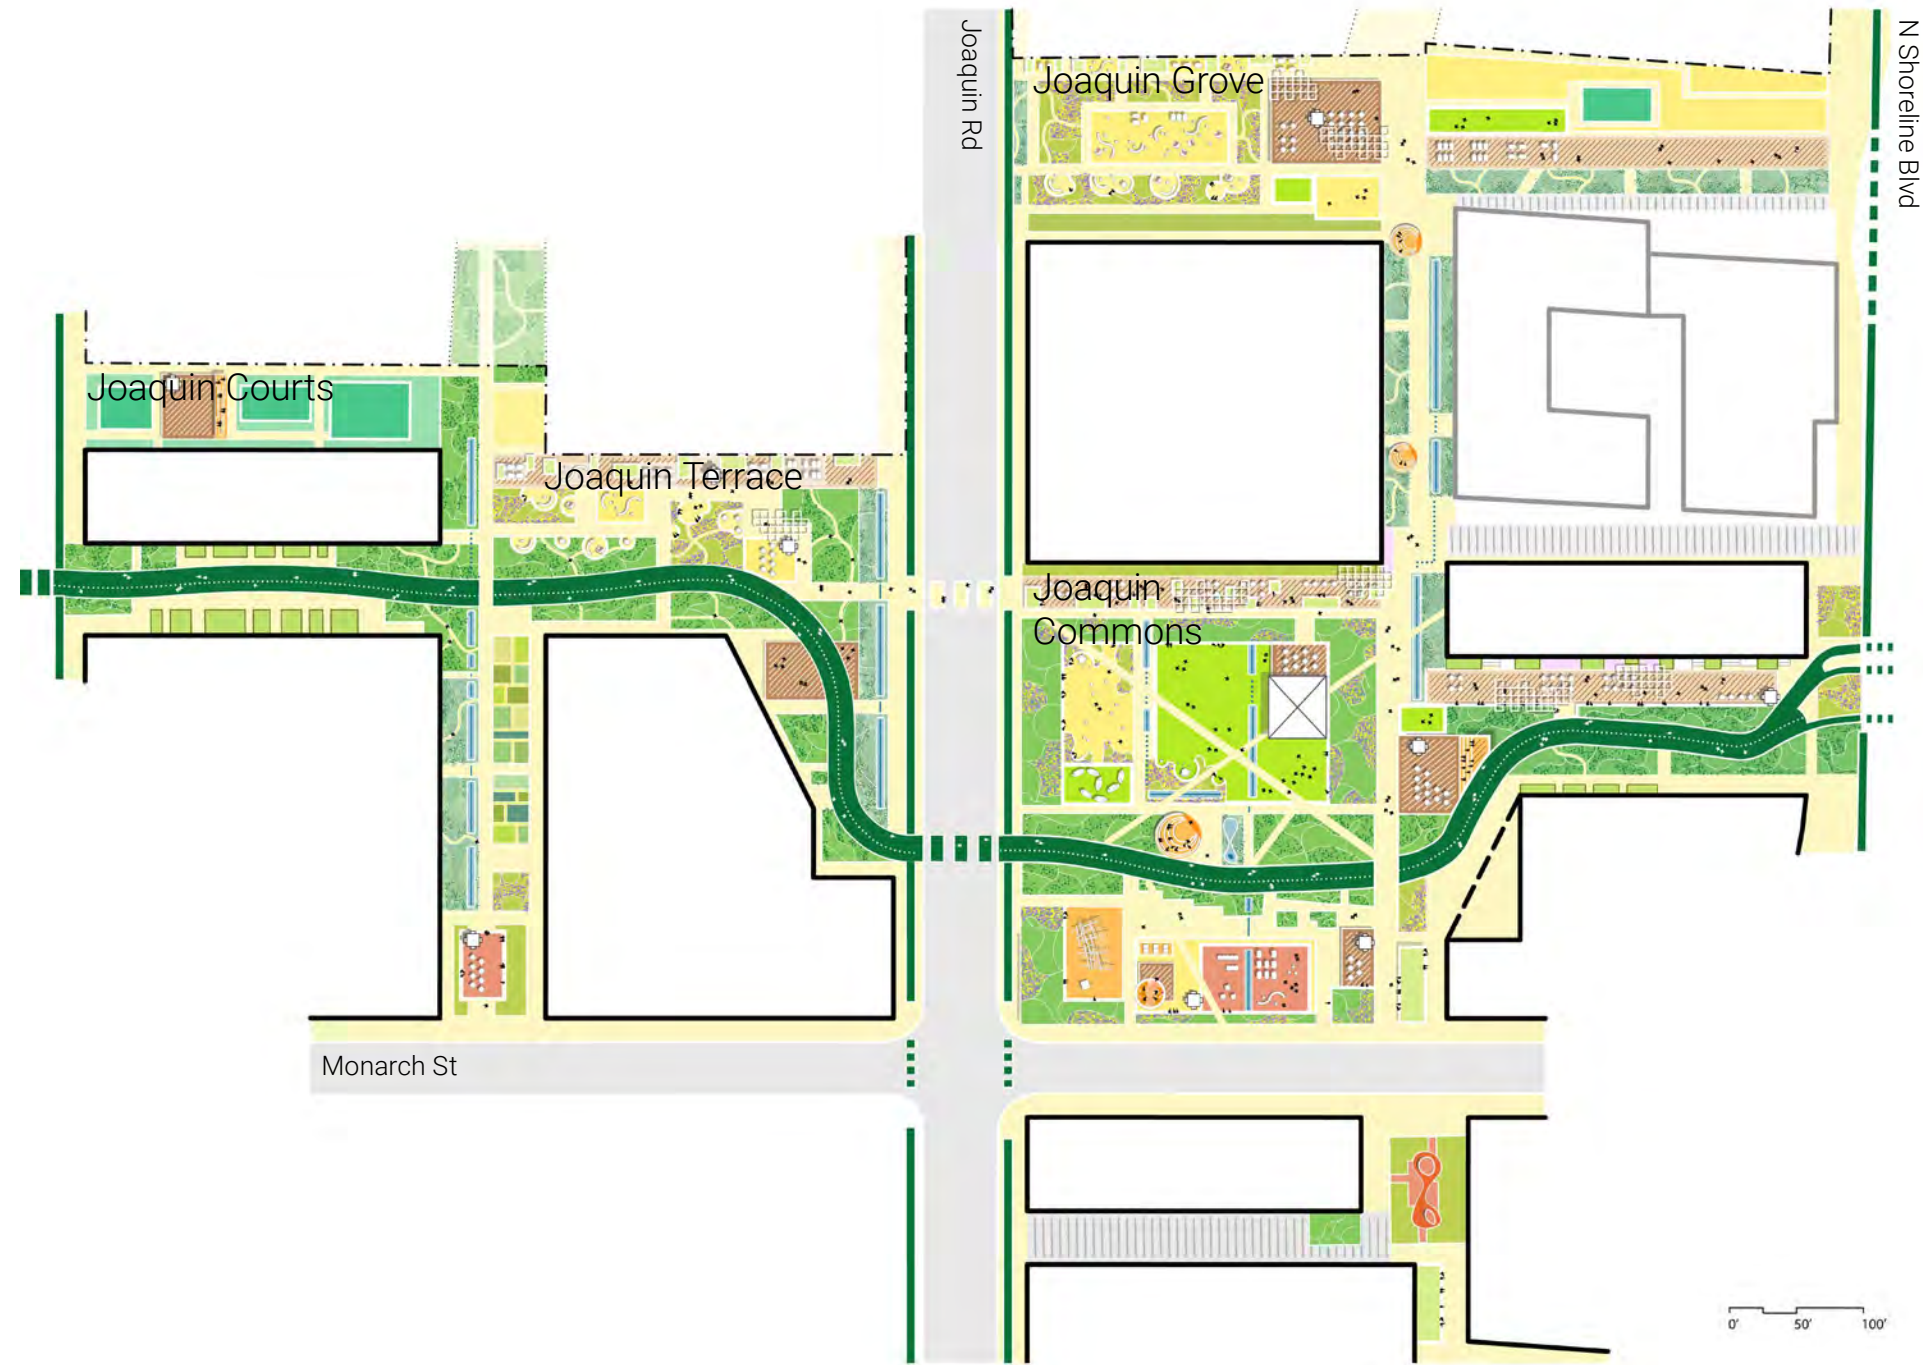 Joaquin Rd
N Shoreline Blvd
Joaquin Grove
Joaquin Courts
Joaquin Terrace
Joaquin
Commons
Monarch St
0' 50' 100'